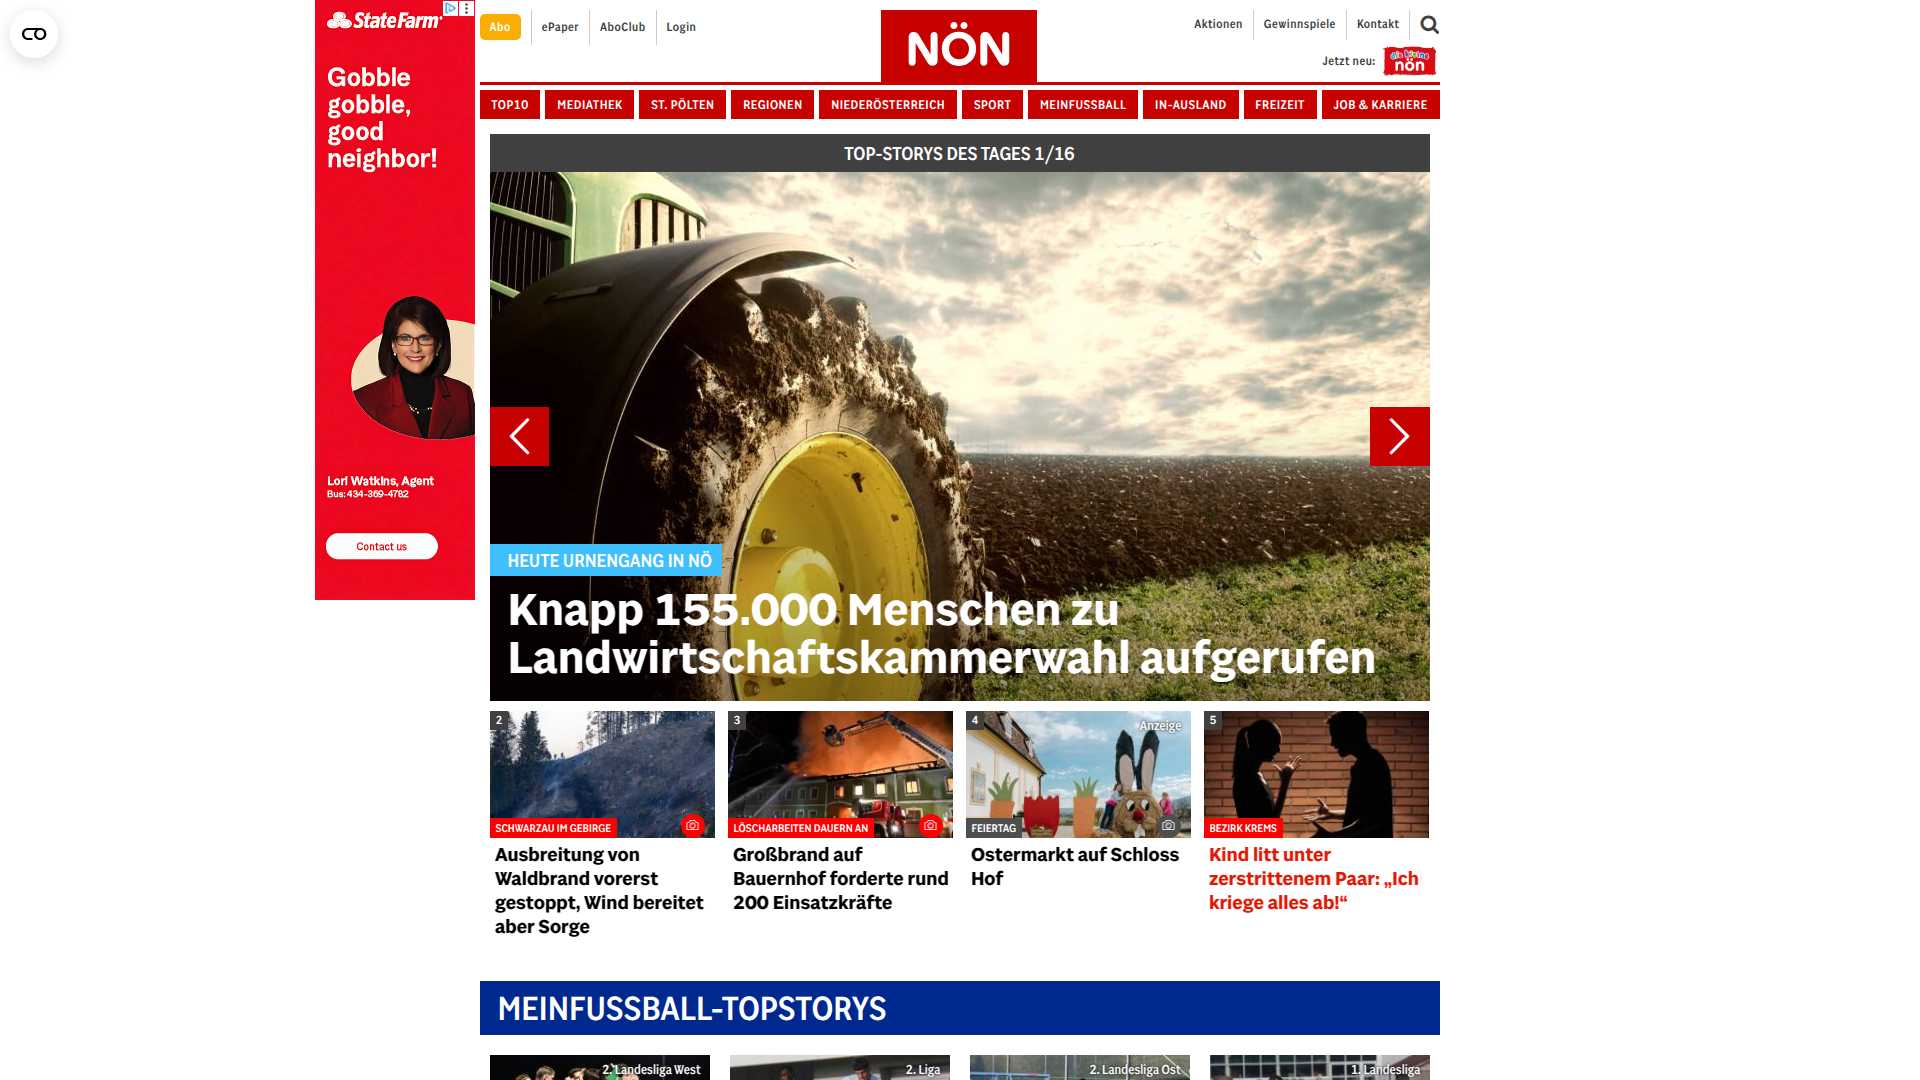 StateFarm
Gobble
gobble,
good
neighbor!
Lori Watkins, Agent
Bus: 434-369-4782
Contact us
Abo
ePaper
AboClub
Login
NÖN
Aktionen
Gewinnspiele
Kontakt
Jetzt neu:
die kleine
nön
TOP10
MEDIATHEK
ST. PÖLTEN
REGIONEN
NIEDERÖSTERREICH
SPORT
MEINFUSSBALL
IN-AUSLAND
FREIZEIT
JOB & KARRIERE
TOP-STORYS DES TAGES 1/16
HEUTE URNENGANG IN NÖ
Knapp 155.000 Menschen zu
Landwirtschaftskammerwahl aufgerufen
2
SCHWARZAU IM GEBIRGE
Ausbreitung von
Waldbrand vorerst
gestoppt, Wind bereitet
aber Sorge
3
LÖSCHARBEITEN DAUERN AN
Großbrand auf
Bauernhof forderte rund
200 Einsatzkräfte
4
Anzeige
FEIERTAG
Ostermarkt auf Schloss
Hof
5
BEZIRK KREMS
Kind litt unter
zerstrittenem Paar: „Ich
kriege alles ab!“
MEINFUSSBALL-TOPSTORYS
2. Landesliga West
2. Liga
2. Landesliga Ost
1. Landesliga